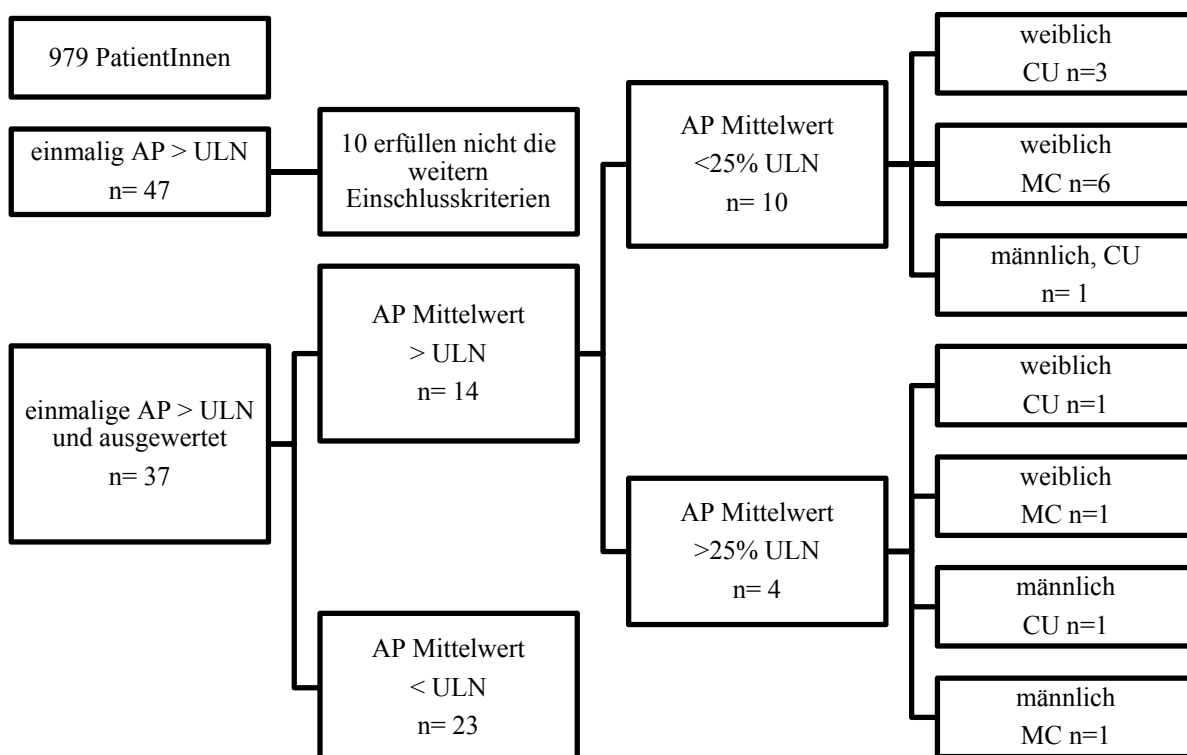 979 PatientInnen
einmalig AP > ULN
n= 47
10 erfüllen nicht die
weitern
Einschlusskriterien
einmalige AP > ULN
und ausgewertet
n= 37
AP Mittelwert
> ULN
n= 14
AP Mittelwert
< ULN
n= 23
AP Mittelwert
<25% ULN
n= 10
AP Mittelwert
>25% ULN
n= 4
weiblich
CU n=3
weiblich
MC n=6
männlich, CU
n= 1
weiblich
CU n=1
weiblich
MC n=1
männlich
CU n=1
männlich
MC n=1